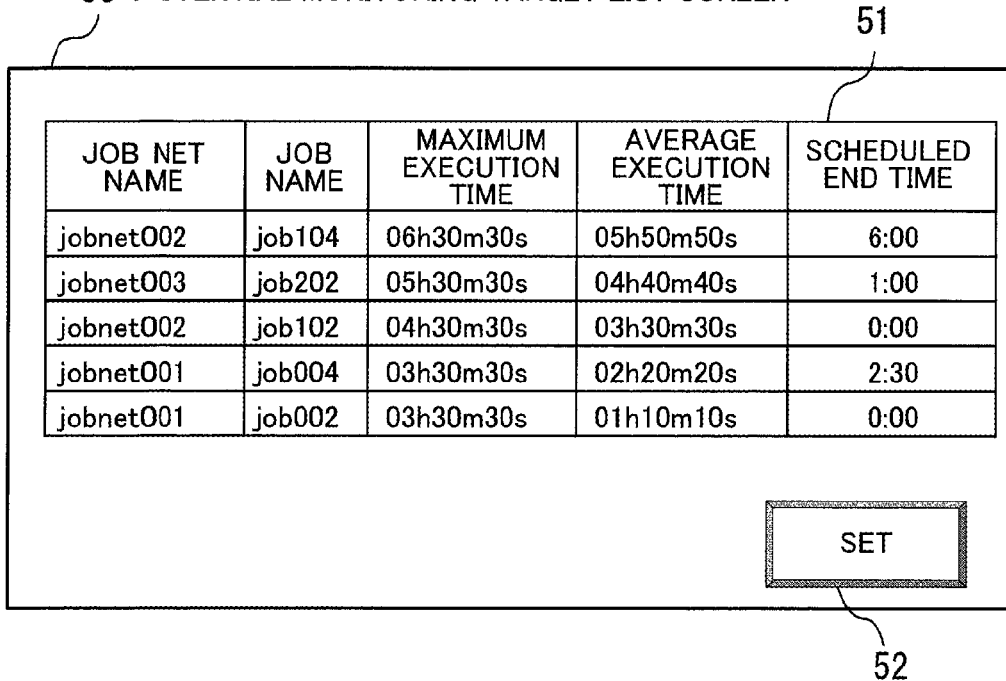 51
JOB NET NAME JOB NAME MAXIMUM EXECUTION TIME AVERAGE EXECUTION TIME SCHEDULED END TIME
jobnet002 job104 06h30m30s 05h50m50s 6:00
jobnet003 job202 05h30m30s 04h40m40s 1:00
jobnet002 job102 04h30m30s 03h30m30s 0:00
jobnet001 job004 03h30m30s 02h20m20s 2:30
jobnet001 job002 03h30m30s 01h10m10s 0:00
SET
52